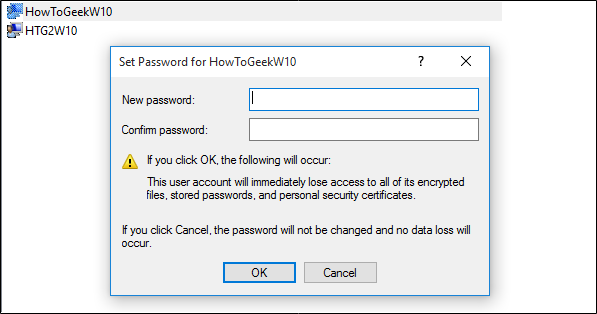 HowToGeekW10
HTG2W10
Set Password for HowToGeekW10
?
New password:
Confirm password:
If you click OK, the following will occur:
This user account will immediately lose access to all of its encrypted
files, stored passwords, and personal security certificates.
If you click Cancel, the password will not be changed and no data loss will
occur.
OK
Cancel